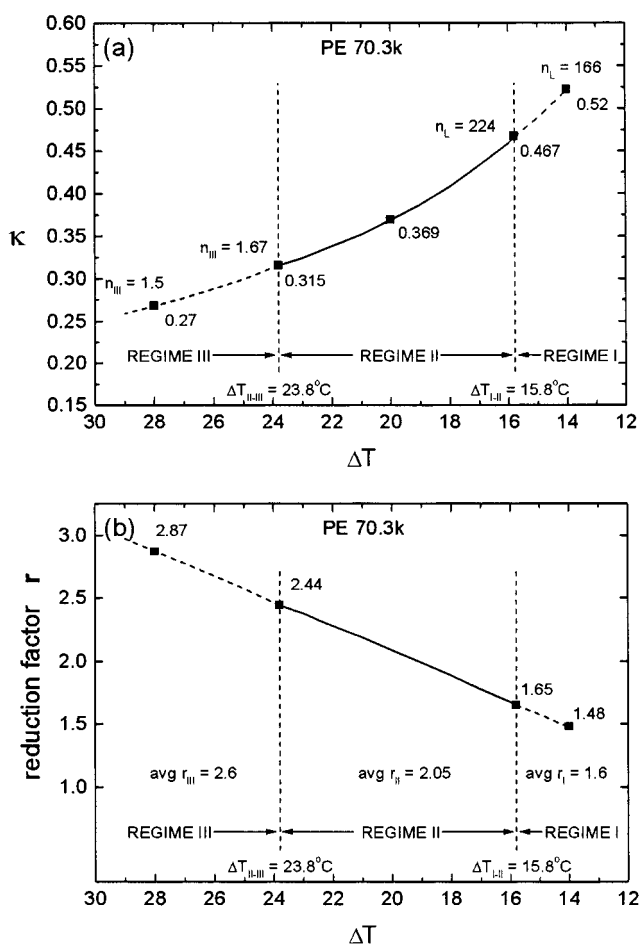 (a)
PE 70.3k
0.60
0.55
0.50
0.45
0.40
0.35
0.30
0.25
0.20
0.15
κ
n_L = 166
0.52
n_L = 224
0.467
0.369
n_III = 1.67
0.315
n_III = 1.5
0.27
REGIME III
REGIME II
REGIME I
ΔT_II-III = 23.8°C
ΔT_I-II = 15.8°C
30 28 26 24 22 20 18 16 14 12
ΔT
(b)
PE 70.3k
3.0
2.5
2.0
1.5
1.0
reduction factor r
2.87
2.44
1.65
1.48
avg r_III = 2.6
avg r_II = 2.05
avg r_I = 1.6
REGIME III
REGIME II
REGIME I
ΔT_II-III = 23.8°C
ΔT_I-II = 15.8°C
30 28 26 24 22 20 18 16 14 12
ΔT